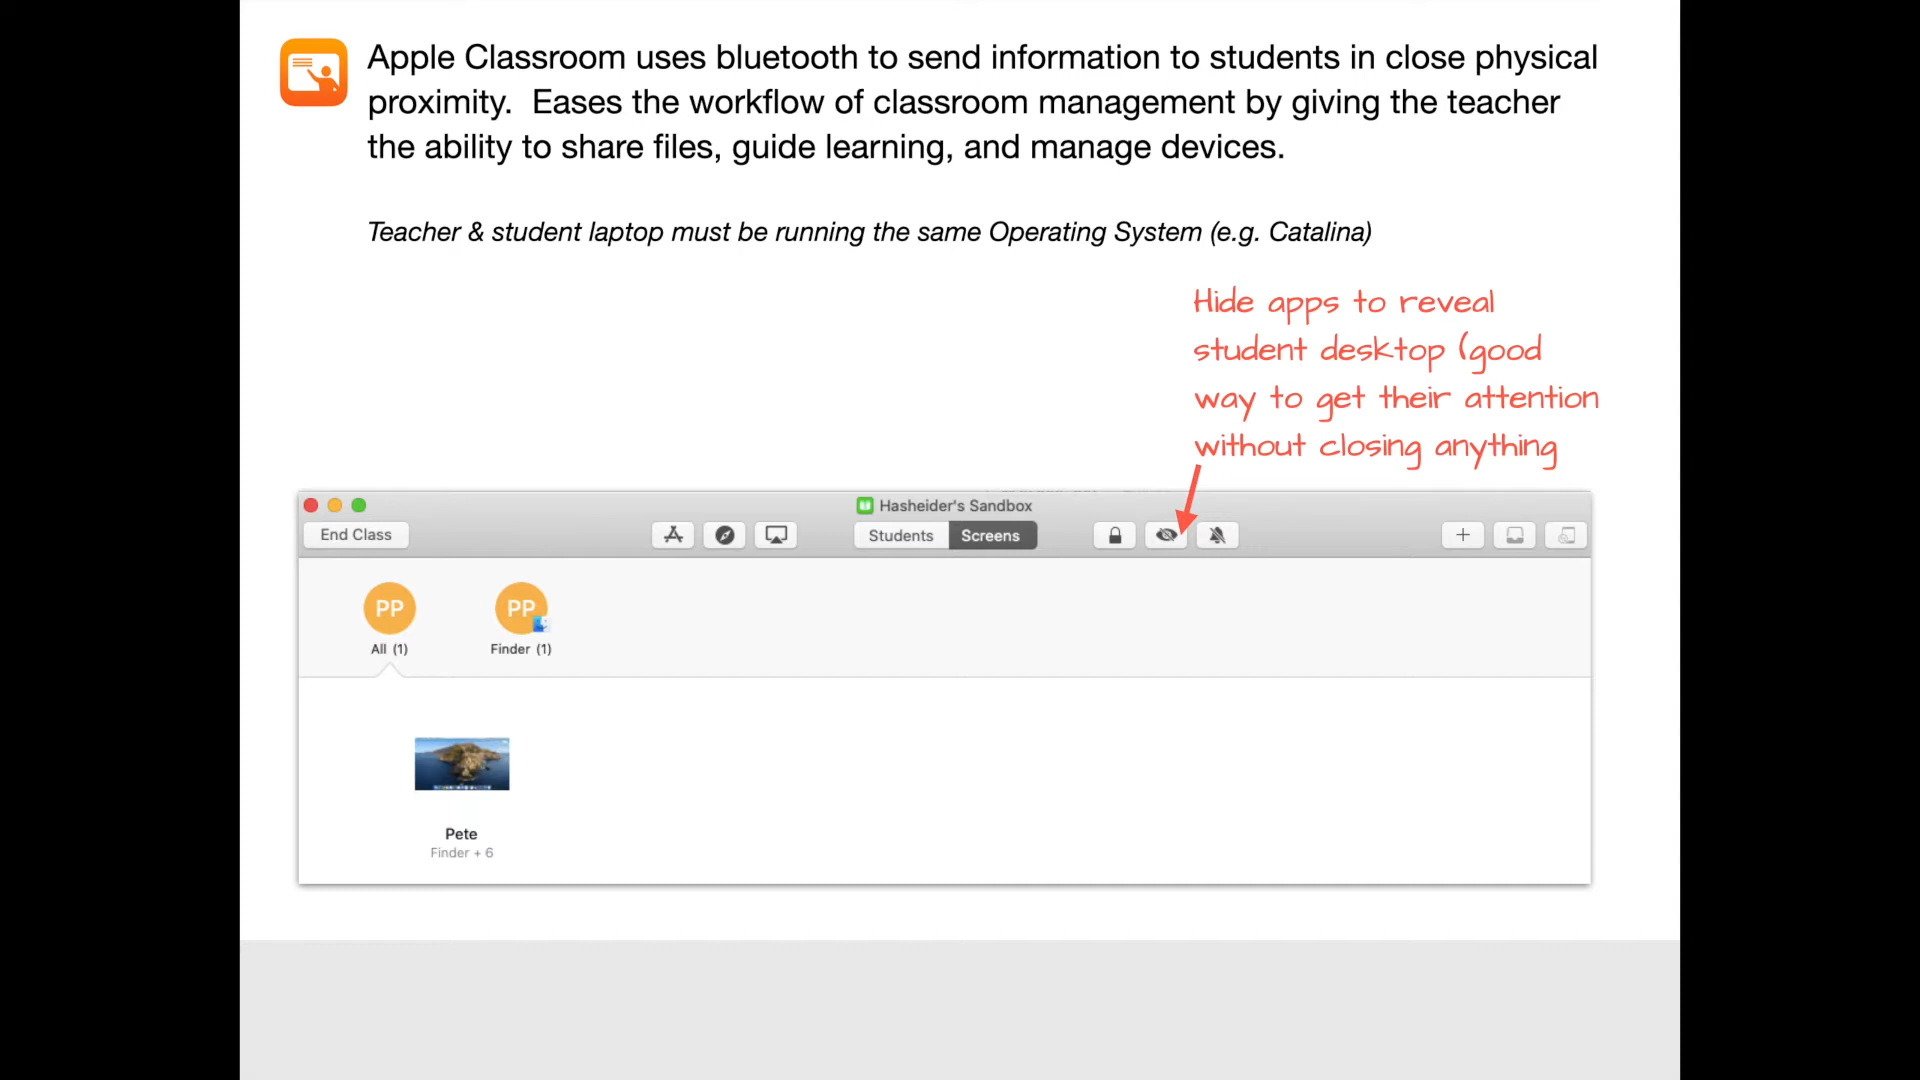 Apple Classroom uses bluetooth to send information to students in close physical
proximity.  Eases the workflow of classroom management by giving the teacher
the ability to share files, guide learning, and manage devices.
Teacher & student laptop must be running the same Operating System (e.g. Catalina)
Hide apps to reveal
student desktop (good
way to get their attention
without closing anything
Hasheider's Sandbox
End Class
Students
Screens
PP
PP
All (1)
Finder (1)
Pete
Finder + 6